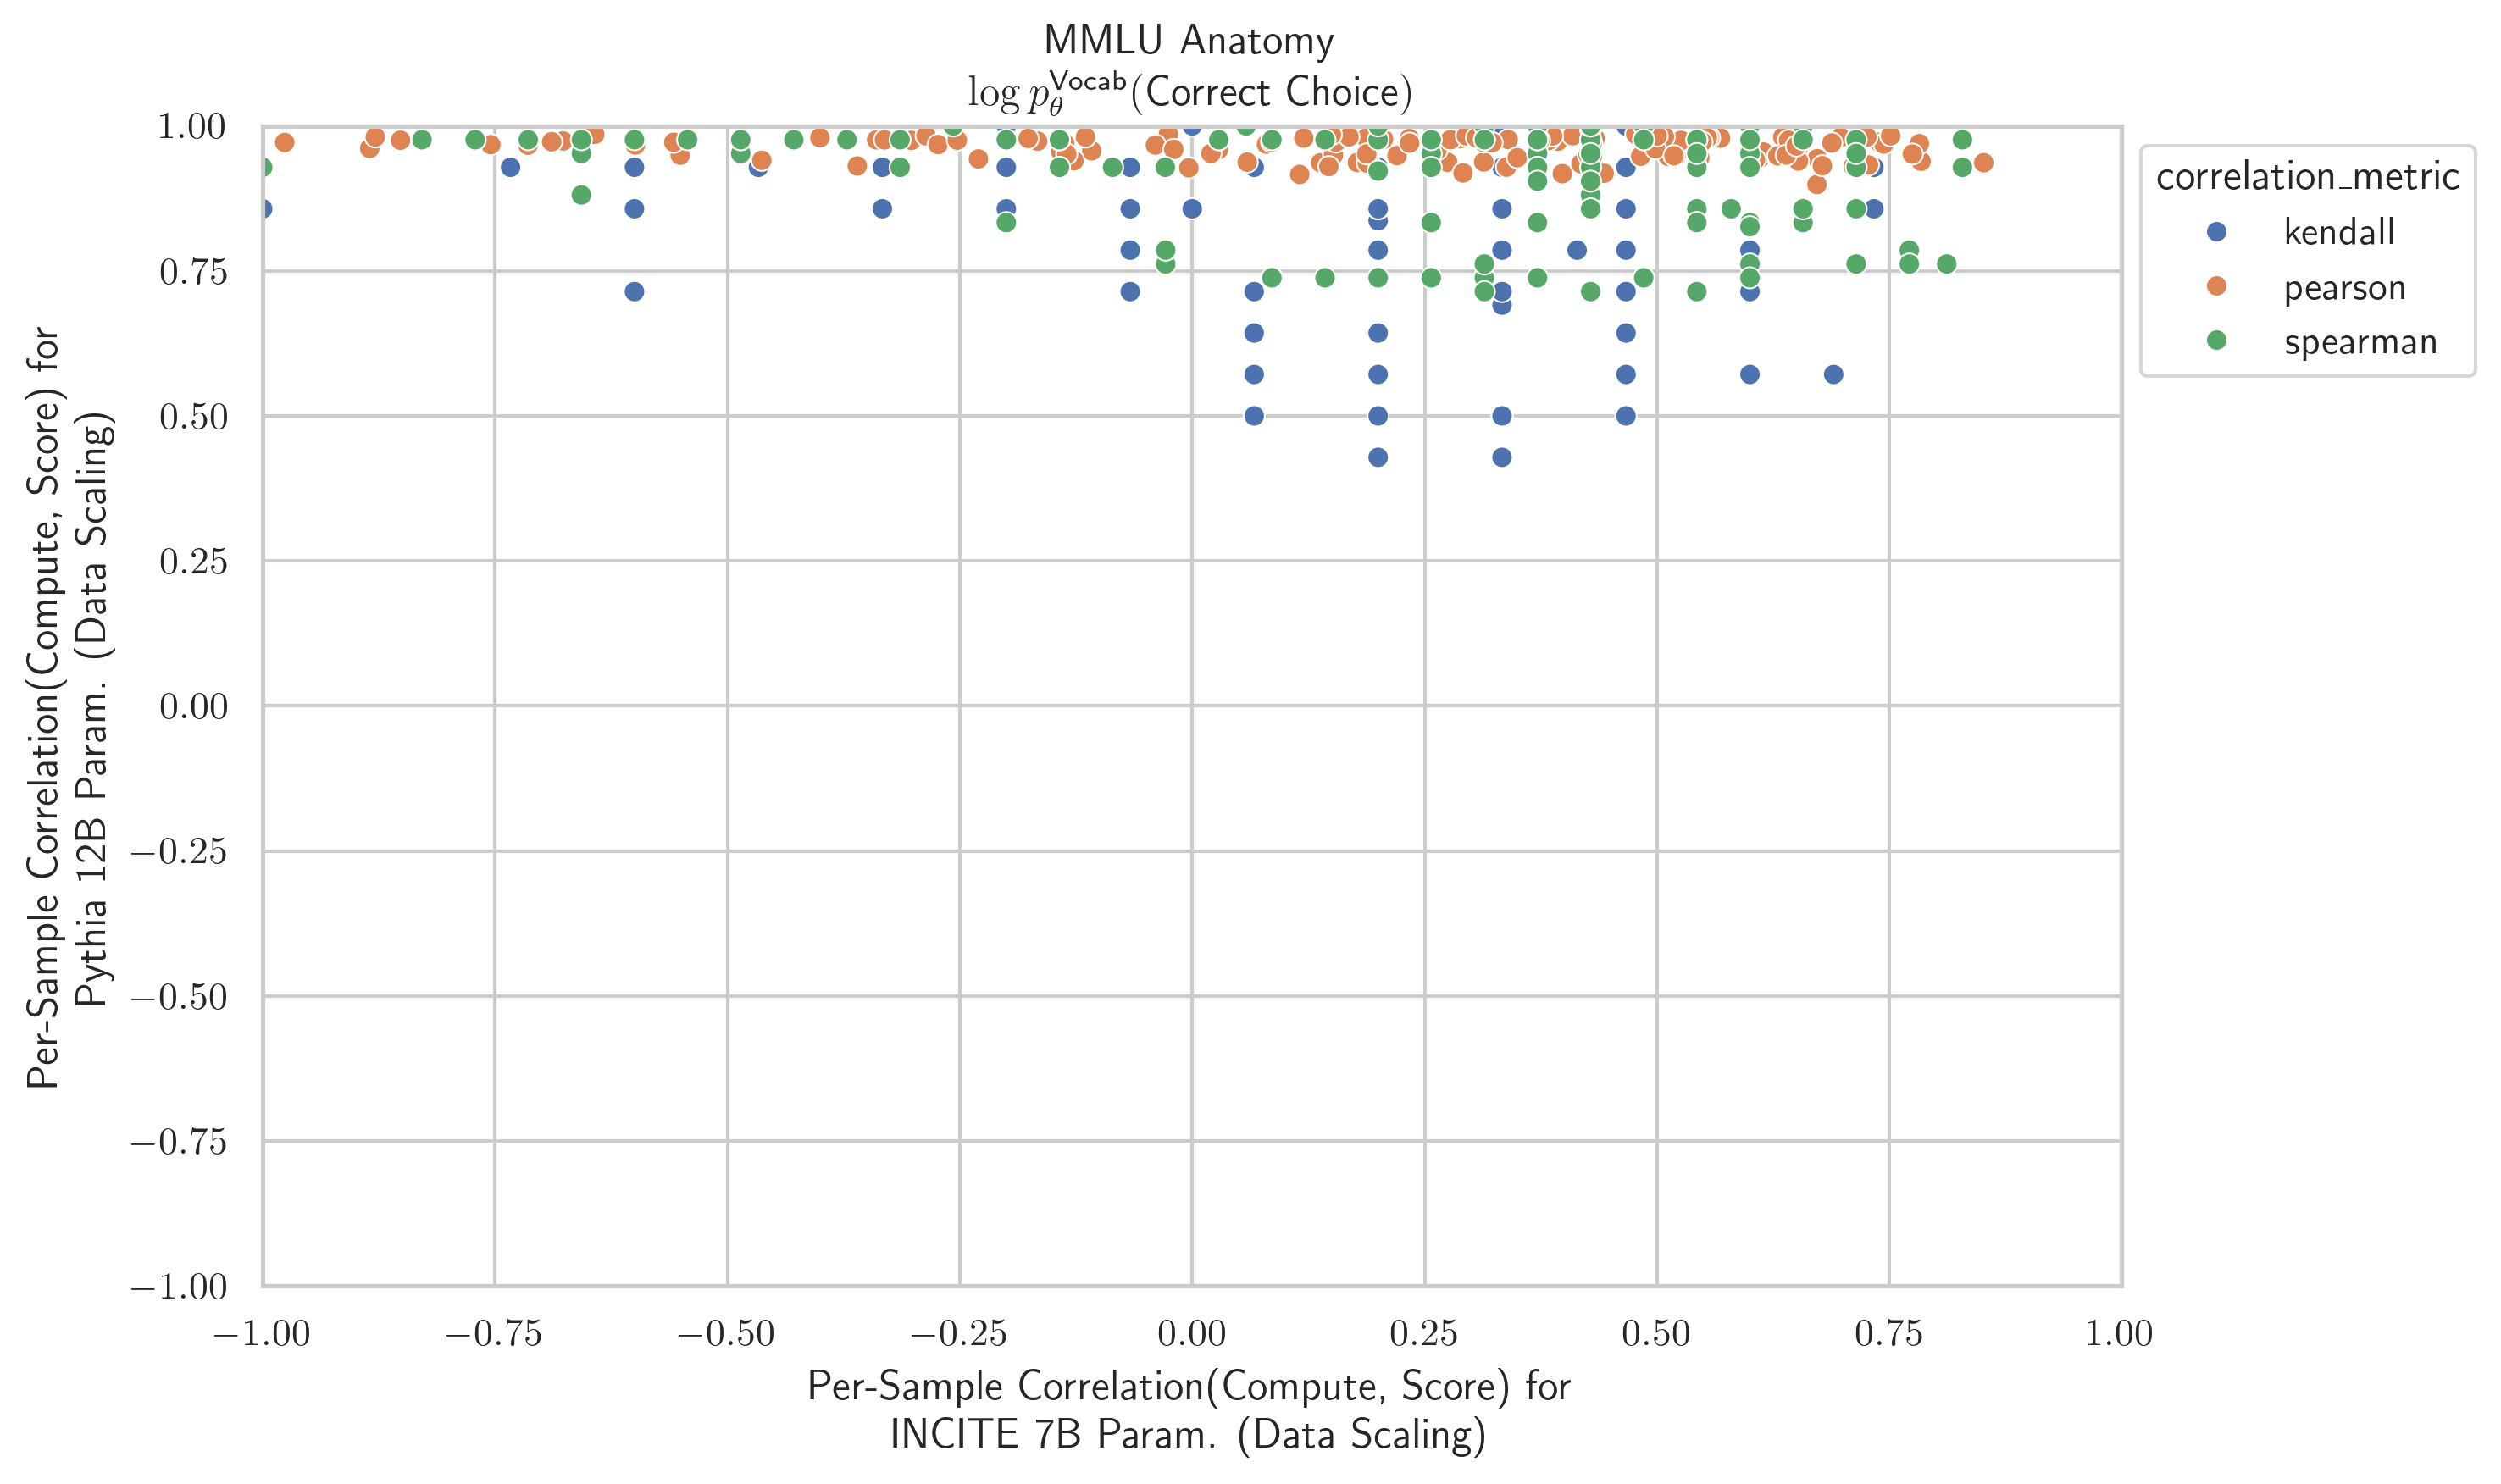 MMLU Anatomy
log p_θ^Vocab(Correct Choice)
Per-Sample Correlation(Compute, Score) for
Pythia 12B Param. (Data Scaling)
1.00
0.75
0.50
0.25
0.00
−0.25
−0.50
−0.75
−1.00
−1.00 −0.75 −0.50 −0.25 0.00 0.25 0.50 0.75 1.00
Per-Sample Correlation(Compute, Score) for
INCITE 7B Param. (Data Scaling)
correlation_metric
kendall
pearson
spearman